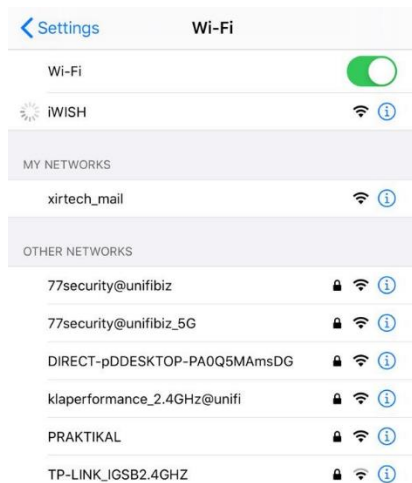 Settings Wi-Fi
Wi-Fi
iWISH
MY NETWORKS
xirtech_mail
OTHER NETWORKS
77security@unifibiz
77security@unifibiz_5G
DIRECT-pDDESKTOP-PA0Q5MAmsDG
klaperformance_2.4GHz@unifi
PRAKTIKAL
TP-LINK_IGSB2.4GHZ